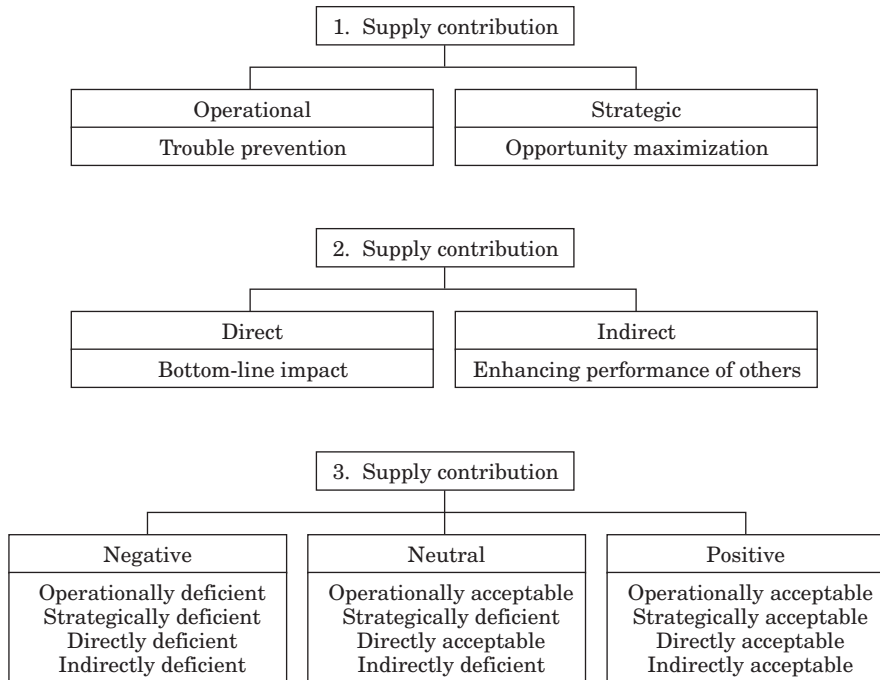 1. Supply contribution
Operational
Trouble prevention
Strategic
Opportunity maximization
2. Supply contribution
Direct
Bottom-line impact
Indirect
Enhancing performance of others
3. Supply contribution
Negative
Operationally deficient
Strategically deficient
Directly deficient
Indirectly deficient
Neutral
Operationally acceptable
Strategically deficient
Directly acceptable
Indirectly deficient
Positive
Operationally acceptable
Strategically acceptable
Directly acceptable
Indirectly acceptable